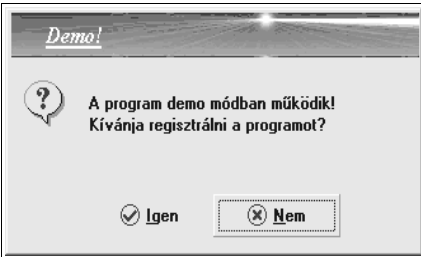 Demo!
A program demo módban működik!
Kívánja regisztrálni a programot?
Igen
Nem